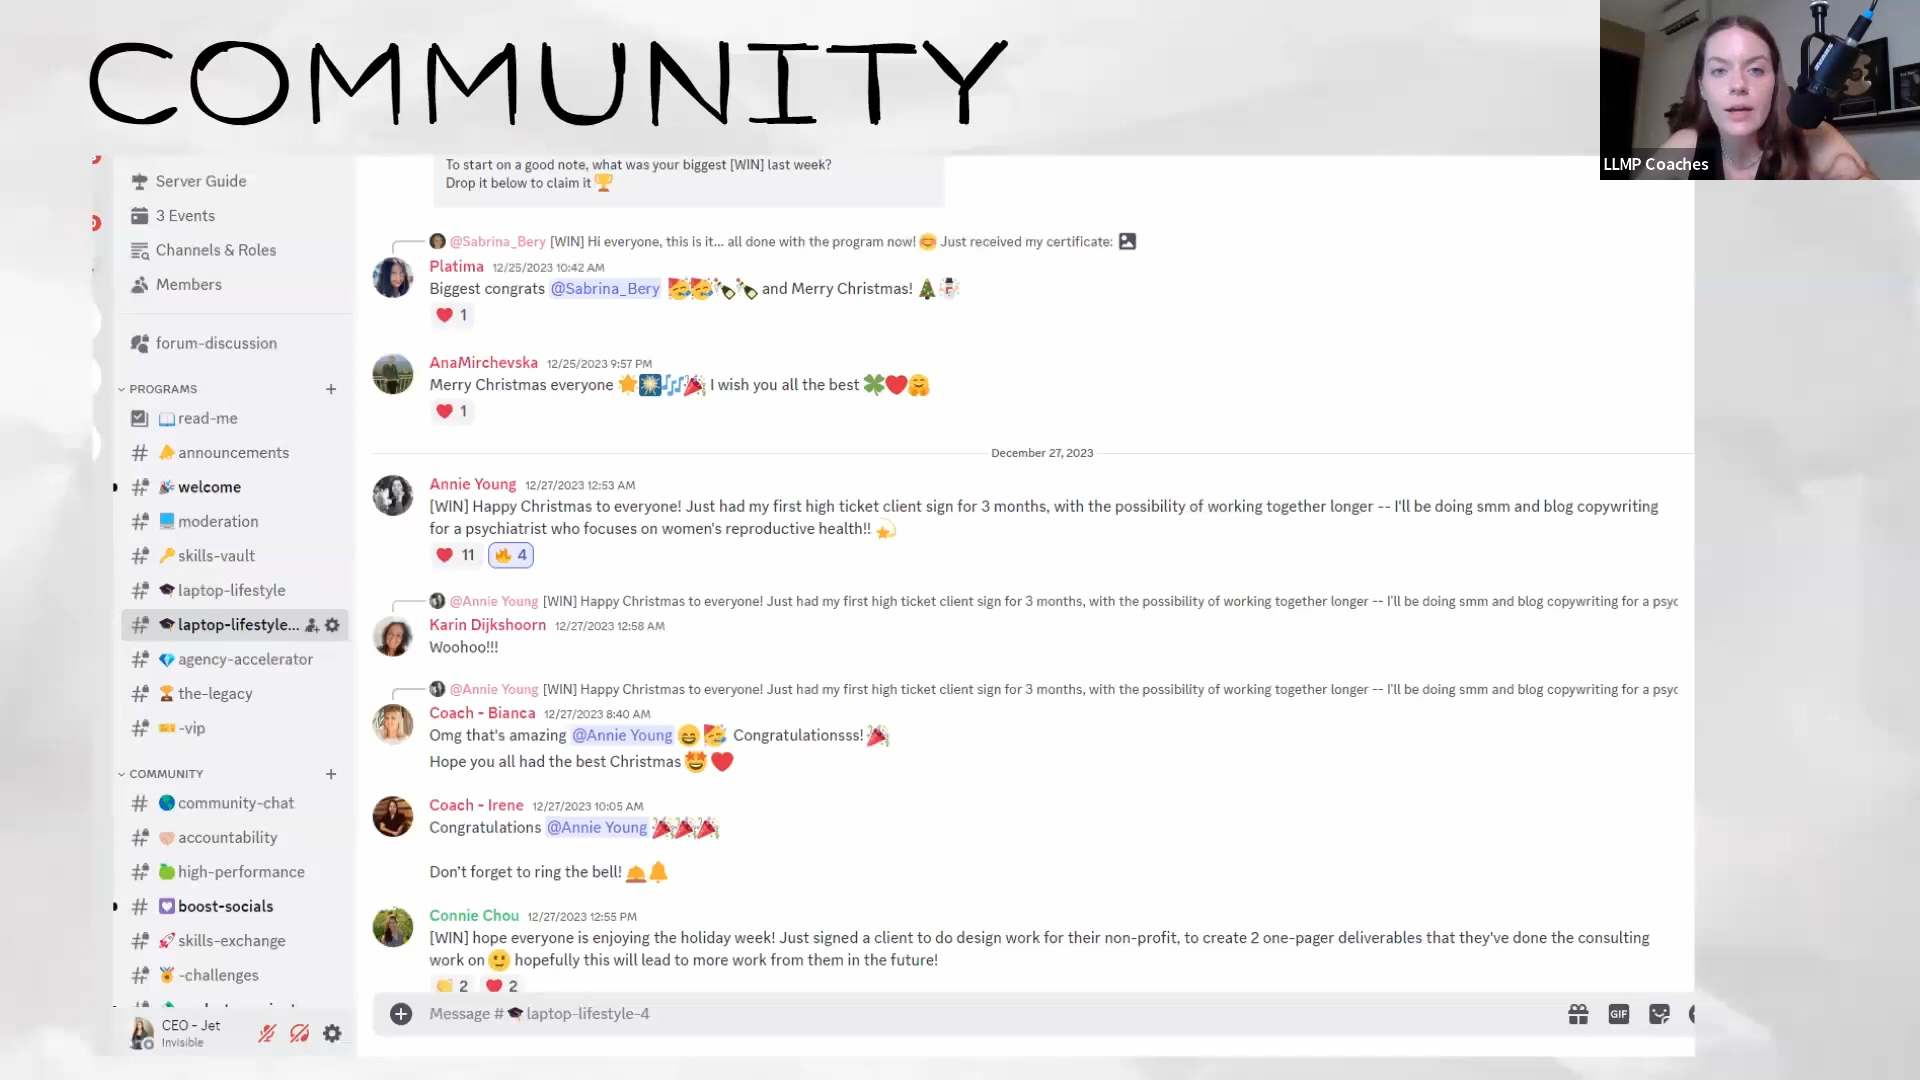 COMMUNITY
LLMP Coaches
Server Guide
3 Events
Channels & Roles
Members
forum-discussion
PROGRAMS
read-me
announcements
welcome
moderation
skills-vault
laptop-lifestyle
laptop-lifestyle...
agency-accelerator
the-legacy
-vip
COMMUNITY
community-chat
accountability
high-performance
boost-socials
skills-exchange
-challenges
CEO - Jet
Invisible
To start on a good note, what was your biggest [WIN] last week?
Drop it below to claim it
@Sabrina_Bery [WIN] Hi everyone, this is it... all done with the program now! Just received my certificate:
Platima 12/25/2023 10:42 AM
Biggest congrats @Sabrina_Bery and Merry Christmas!
1
AnaMirchevska 12/25/2023 9:57 PM
Merry Christmas everyone I wish you all the best
1
December 27, 2023
Annie Young 12/27/2023 12:53 AM
[WIN] Happy Christmas to everyone! Just had my first high ticket client sign for 3 months, with the possibility of working together longer -- I'll be doing smm and blog copywriting
for a psychiatrist who focuses on women's reproductive health!!
11 4
@Annie Young [WIN] Happy Christmas to everyone! Just had my first high ticket client sign for 3 months, with the possibility of working together longer -- I'll be doing smm and blog copywriting for a psyc
Karin Dijkshoorn 12/27/2023 12:58 AM
Woohoo!!!
@Annie Young [WIN] Happy Christmas to everyone! Just had my first high ticket client sign for 3 months, with the possibility of working together longer -- I'll be doing smm and blog copywriting for a psyc
Coach - Bianca 12/27/2023 8:40 AM
Omg that's amazing @Annie Young Congratulationsss!
Hope you all had the best Christmas
Coach - Irene 12/27/2023 10:05 AM
Congratulations @Annie Young
Don't forget to ring the bell!
Connie Chou 12/27/2023 12:55 PM
[WIN] hope everyone is enjoying the holiday week! Just signed a client to do design work for their non-profit, to create 2 one-pager deliverables that they've done the consulting
work on hopefully this will lead to more work from them in the future!
2 2
Message # laptop-lifestyle-4
GIF